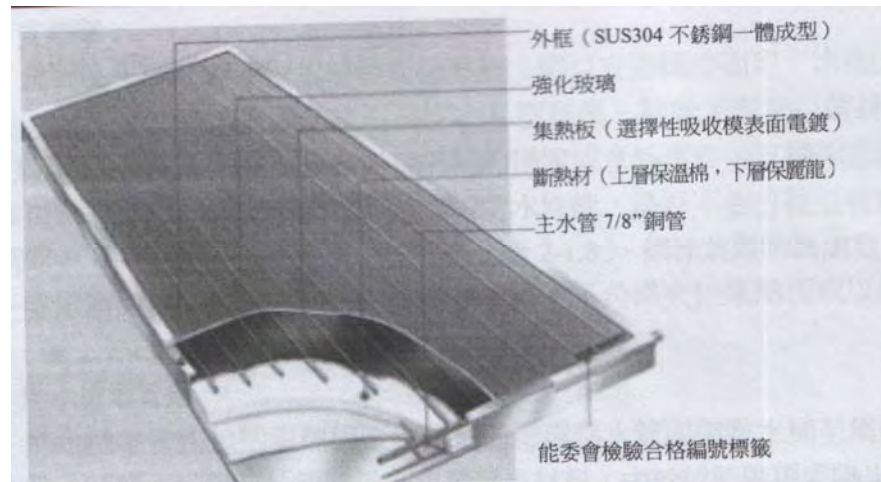 外框（SUS304 不銹鋼一體成型）
強化玻璃
集熱板（選擇性吸收模表面電鍍）
斷熱材（上層保溫棉，下層保麗龍）
主水管 7/8”銅管
能委會檢驗合格編號標籤